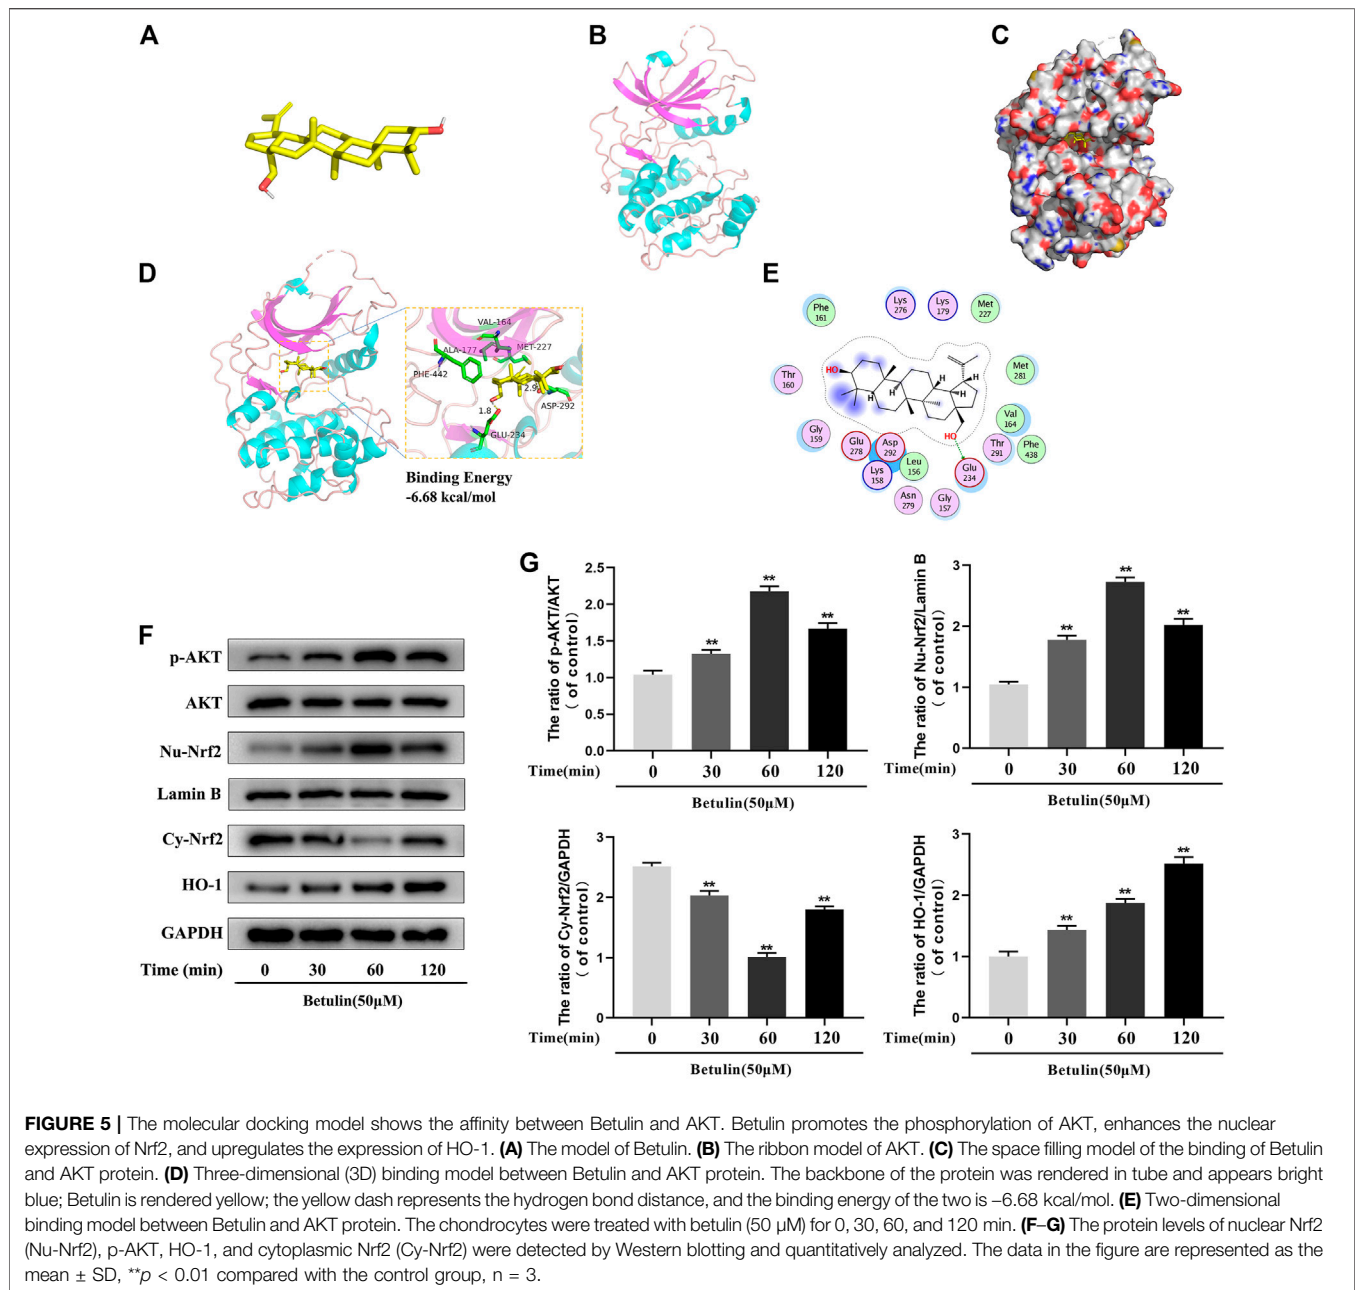 A
B
C
D
VAL-164
ALA-177
MET-227
PHE-442
2.9
ASP-292
1.8
GLU-234
Binding Energy
-6.68 kcal/mol
E
Phe 161
Lys 276
Lys 179
Met 227
HO
H
H
H
H
HO
Thr 160
Met 281
Gly 159
Val 164
Glu 278
Asp 292
Thr 291
Phe 438
Lys 158
Leu 156
Glu 234
Asn 279
Gly 157
F
p-AKT
AKT
Nu-Nrf2
Lamin B
Cy-Nrf2
HO-1
GAPDH
Time (min) 0 30 60 120
Betulin(50μM)
G
The ratio of p-AKT/AKT
( of control)
2.5
2.0
1.5
1.0
0.5
0.0
** ** **
Time(min) 0 30 60 120
Betulin(50μM)
The ratio of Nu-Nrf2/Lamin B
( of control)
3
2
1
0
** ** **
Time(min) 0 30 60 120
Betulin(50μM)
The ratio of Cy-Nrf2/GAPDH
( of control)
3
2
1
0
** ** **
Time(min) 0 30 60 120
Betulin(50μM)
The ratio of HO-1/GAPDH
( of control)
3
2
1
0
** ** **
Time(min) 0 30 60 120
Betulin(50μM)
FIGURE 5 | The molecular docking model shows the affinity between Betulin and AKT. Betulin promotes the phosphorylation of AKT, enhances the nuclear
expression of Nrf2, and upregulates the expression of HO-1. (A) The model of Betulin. (B) The ribbon model of AKT. (C) The space filling model of the binding of Betulin
and AKT protein. (D) Three-dimensional (3D) binding model between Betulin and AKT protein. The backbone of the protein was rendered in tube and appears bright
blue; Betulin is rendered yellow; the yellow dash represents the hydrogen bond distance, and the binding energy of the two is −6.68 kcal/mol. (E) Two-dimensional
binding model between Betulin and AKT protein. The chondrocytes were treated with betulin (50 μM) for 0, 30, 60, and 120 min. (F–G) The protein levels of nuclear Nrf2
(Nu-Nrf2), p-AKT, HO-1, and cytoplasmic Nrf2 (Cy-Nrf2) were detected by Western blotting and quantitatively analyzed. The data in the figure are represented as the
mean ± SD, **p < 0.01 compared with the control group, n = 3.